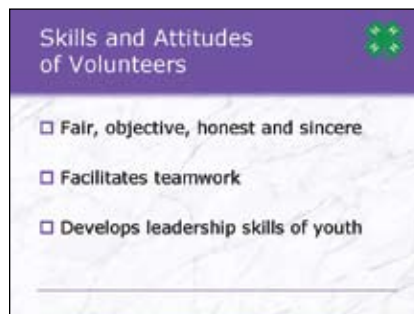 Skills and Attitudes
of Volunteers
Fair, objective, honest and sincere
Facilitates teamwork
Develops leadership skills of youth